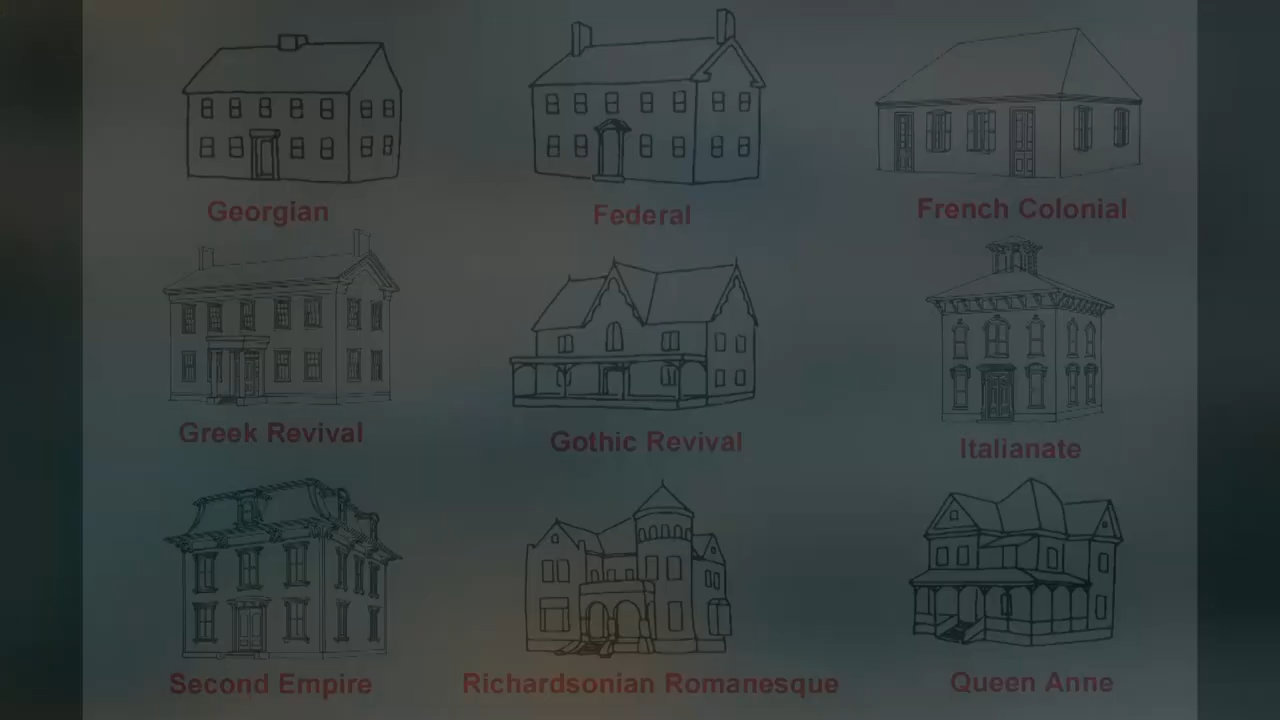 Georgian
Federal
French Colonial
Greek Revival
Gothic Revival
Italianate
Second Empire
Richardsonian Romanesque
Queen Anne